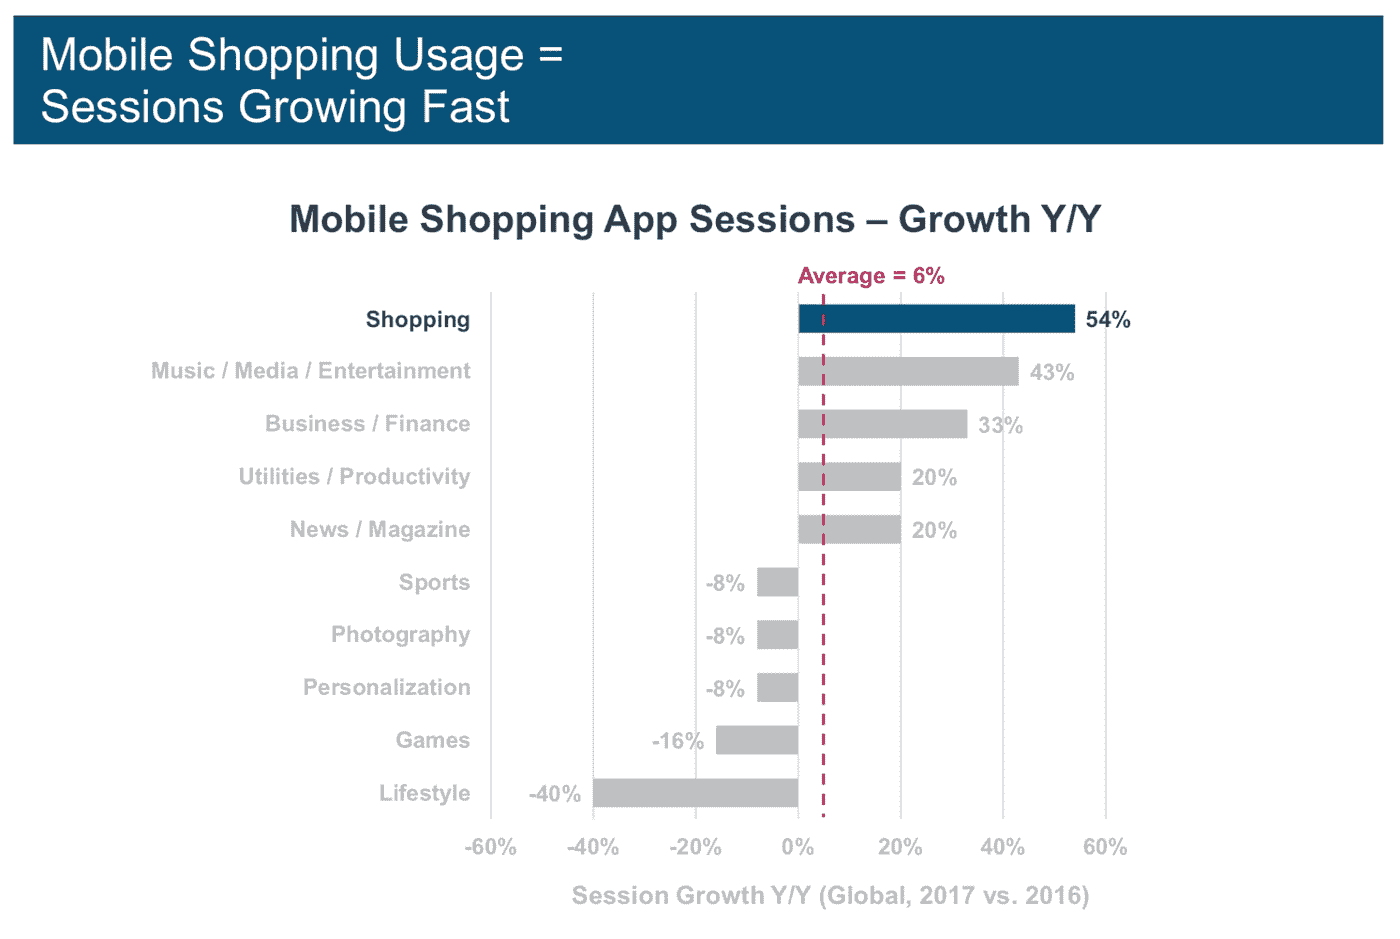 Mobile Shopping Usage =
Sessions Growing Fast
Mobile Shopping App Sessions – Growth Y/Y
Average = 6%
Shopping 54%
Music / Media / Entertainment 43%
Business / Finance 33%
Utilities / Productivity 20%
News / Magazine 20%
Sports -8%
Photography -8%
Personalization -8%
Games -16%
Lifestyle -40%
-60% -40% -20% 0% 20% 40% 60%
Session Growth Y/Y (Global, 2017 vs. 2016)